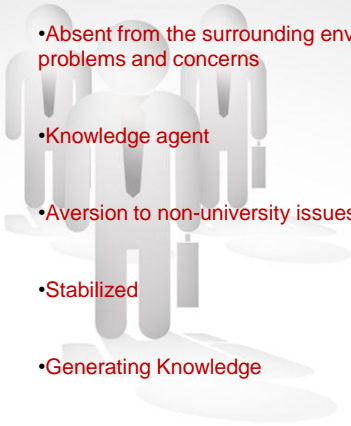 •Absent from the surrounding
problems and concerns
•Knowledge agent
•Aversion to non-university issues
•Stabilized
•Generating Knowledge